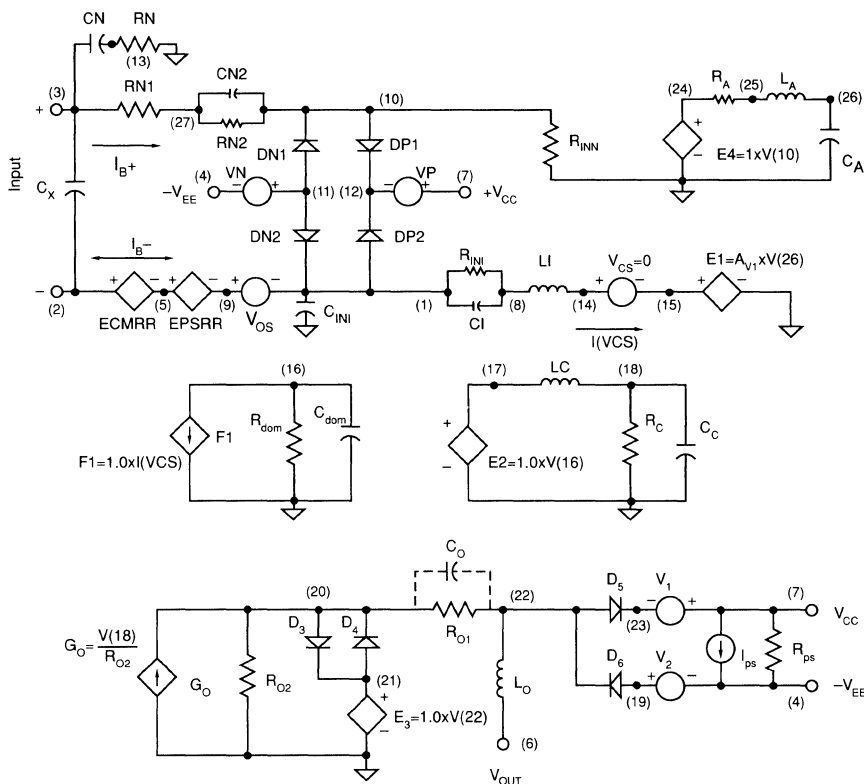 CN RN
(13)
(3)
+
RN1
(27)
CN2
RN2
(10)
(24)
R_A
(25)
L_A
(26)
I_B+
DN1
DP1
R_INN
+
−
E4=1xV(10)
C_A
Input
C_X
(4)
−V_EE
− VN +
(11)
(12)
− VP +
(7)
+V_CC
DN2
DP2
I_B−
R_INI
LI
V_CS=0
E1=A_V1xV(26)
−
(2)
+ −
ECMRR
(5)
+ −
EPSRR
(9)
+ −
V_OS
C_INI
(1)
CI
(8)
(14)
+ −
(15)
+ −
I(VCS)
(16)
R_dom
C_dom
F1
F1=1.0xI(VCS)
(17)
LC
(18)
+
−
E2=1.0xV(16)
R_C
C_C
C_O
(20)
(22)
R_O1
D_3
D_4
D_5
(23)
− V_1 +
(7)
V_CC
G_O=V(18)/R_O2
G_O
R_O2
(21)
+
−
E_3=1.0xV(22)
L_O
(6)
V_OUT
D_6
(19)
+ V_2 −
I_ps
R_ps
(4)
−V_EE